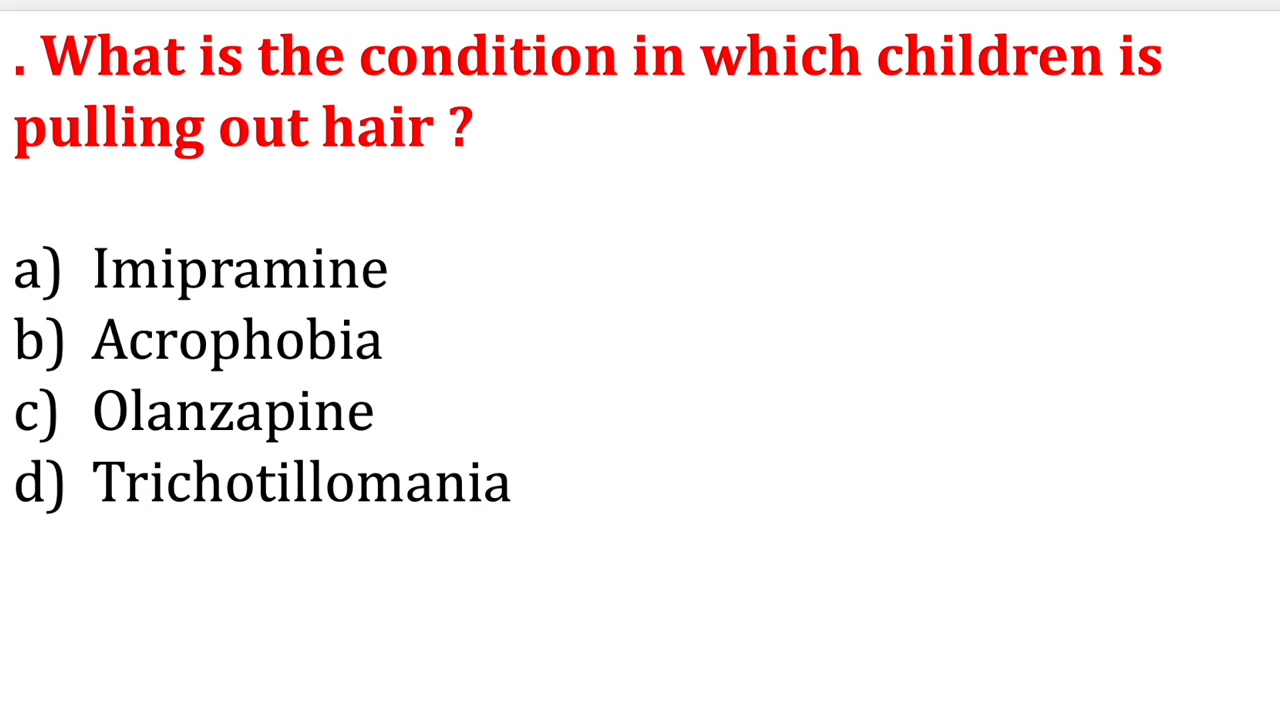 . What is the condition in which children is
pulling out hair ?
a) Imipramine
b) Acrophobia
c) Olanzapine
d) Trichotillomania